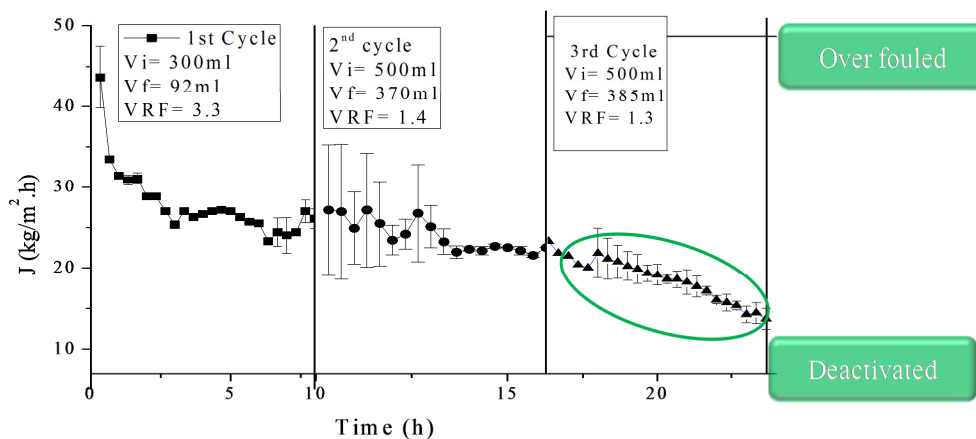 50
40
30
20
10
J (kg/m².h)
1st Cycle
Vi= 300ml
Vf= 92ml
VRF= 3.3
2nd cycle
Vi= 500ml
Vf= 370ml
VRF= 1.4
3rd Cycle
Vi= 500ml
Vf= 385ml
VRF= 1.3
Over fouled
Deactivated
0 5 10 15 20
Time (h)